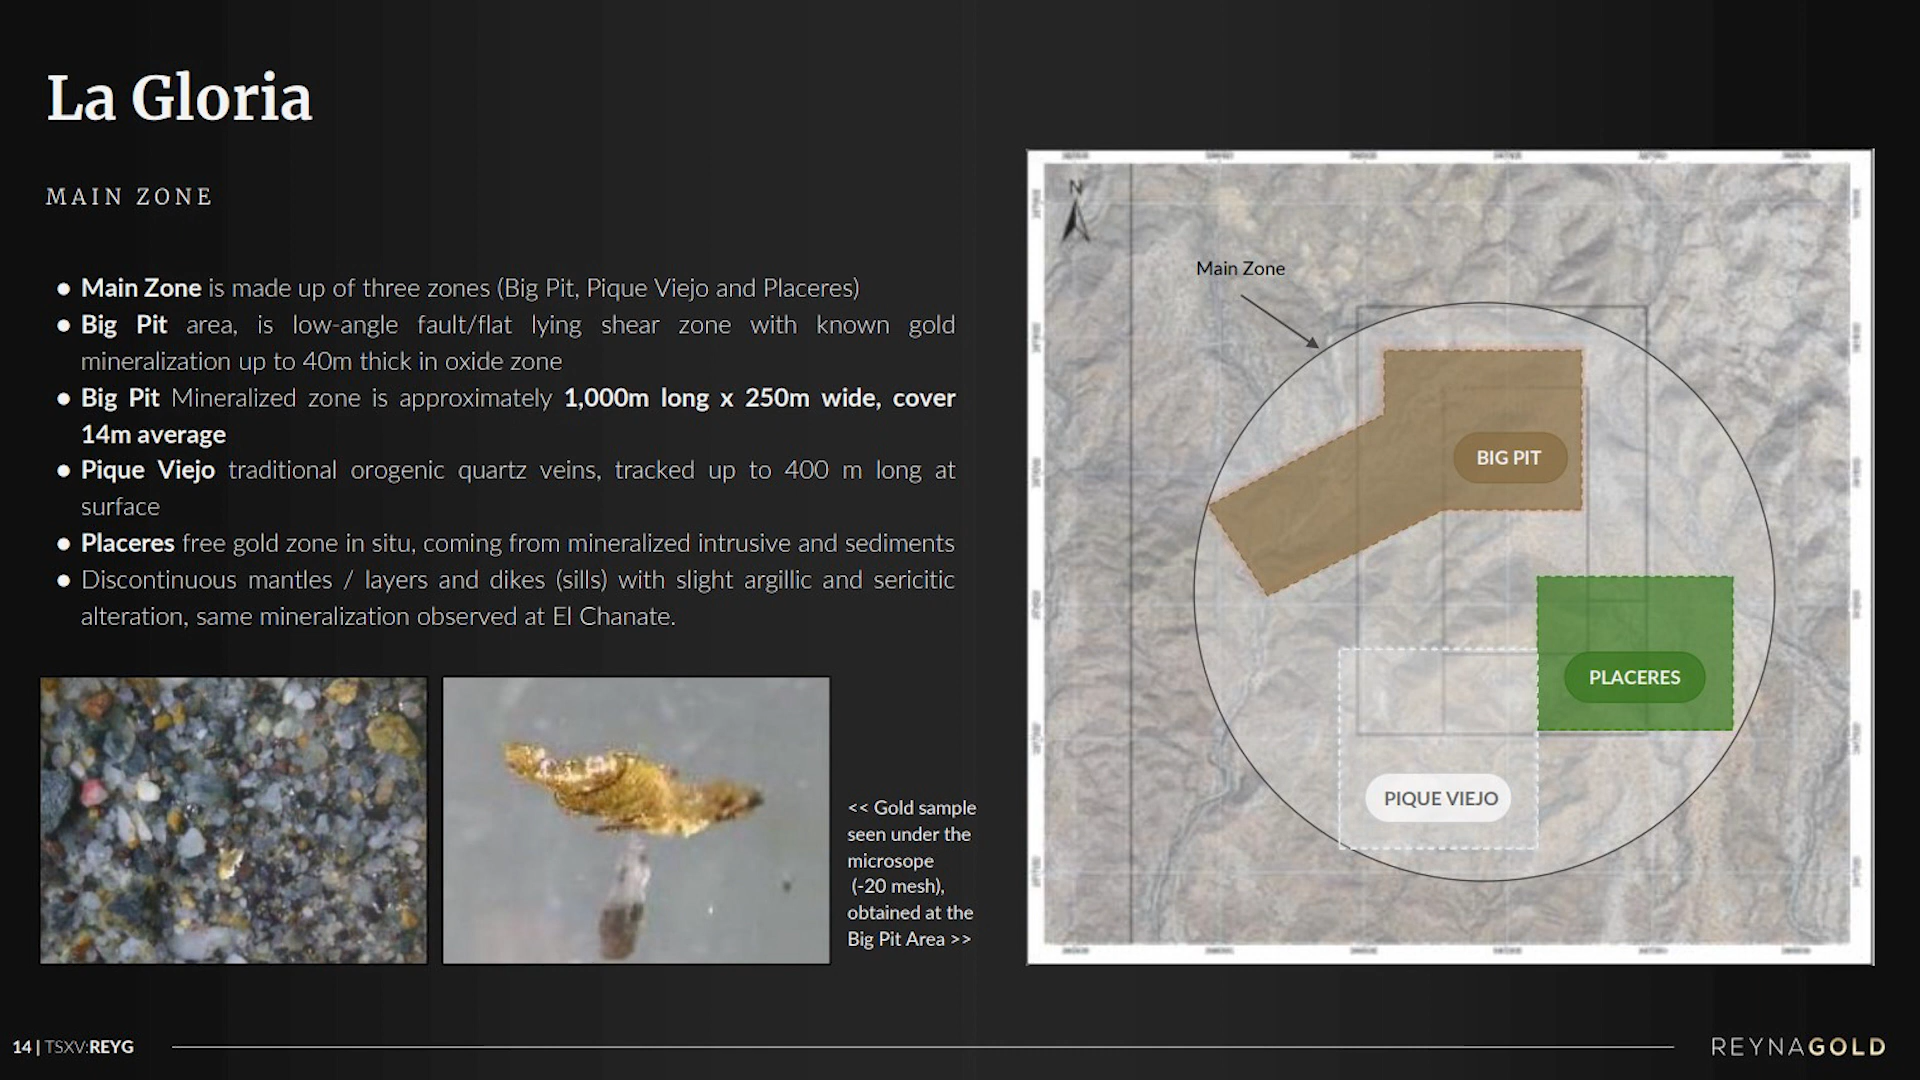 La Gloria
MAIN ZONE
● Main Zone is made up of three zones (Big Pit, Pique Viejo and Placeres)
● Big Pit area, is low-angle fault/flat lying shear zone with known gold
mineralization up to 40m thick in oxide zone
● Big Pit Mineralized zone is approximately 1,000m long x 250m wide, cover
14m average
● Pique Viejo traditional orogenic quartz veins, tracked up to 400 m long at
surface
● Placeres free gold zone in situ, coming from mineralized intrusive and sediments
● Discontinuous mantles / layers and dikes (sills) with slight argillic and sericitic
alteration, same mineralization observed at El Chanate.
<< Gold sample
seen under the
microsope
(-20 mesh),
obtained at the
Big Pit Area >>
N
Main Zone
BIG PIT
PLACERES
PIQUE VIEJO
14 | TSXV:REYG
REYNAGOLD